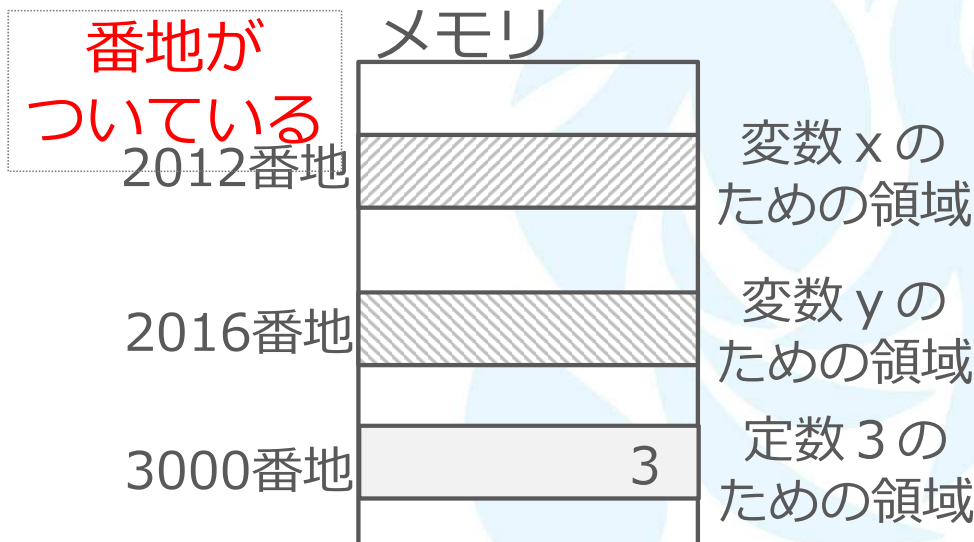 番地が
ついている
メモリ
2012番地
変数 x の
ための領域
2016番地
変数 y の
ための領域
3000番地
3
定数 3 の
ための領域